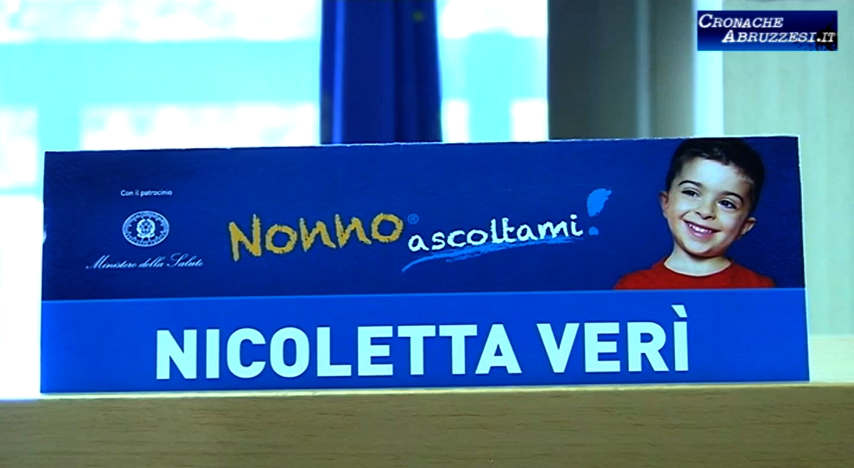 CRONACHE
ABRUZZESI.IT
Con il patrocinio
Ministero della Salute
Nonno® ascoltami!
NICOLETTA VERÌ